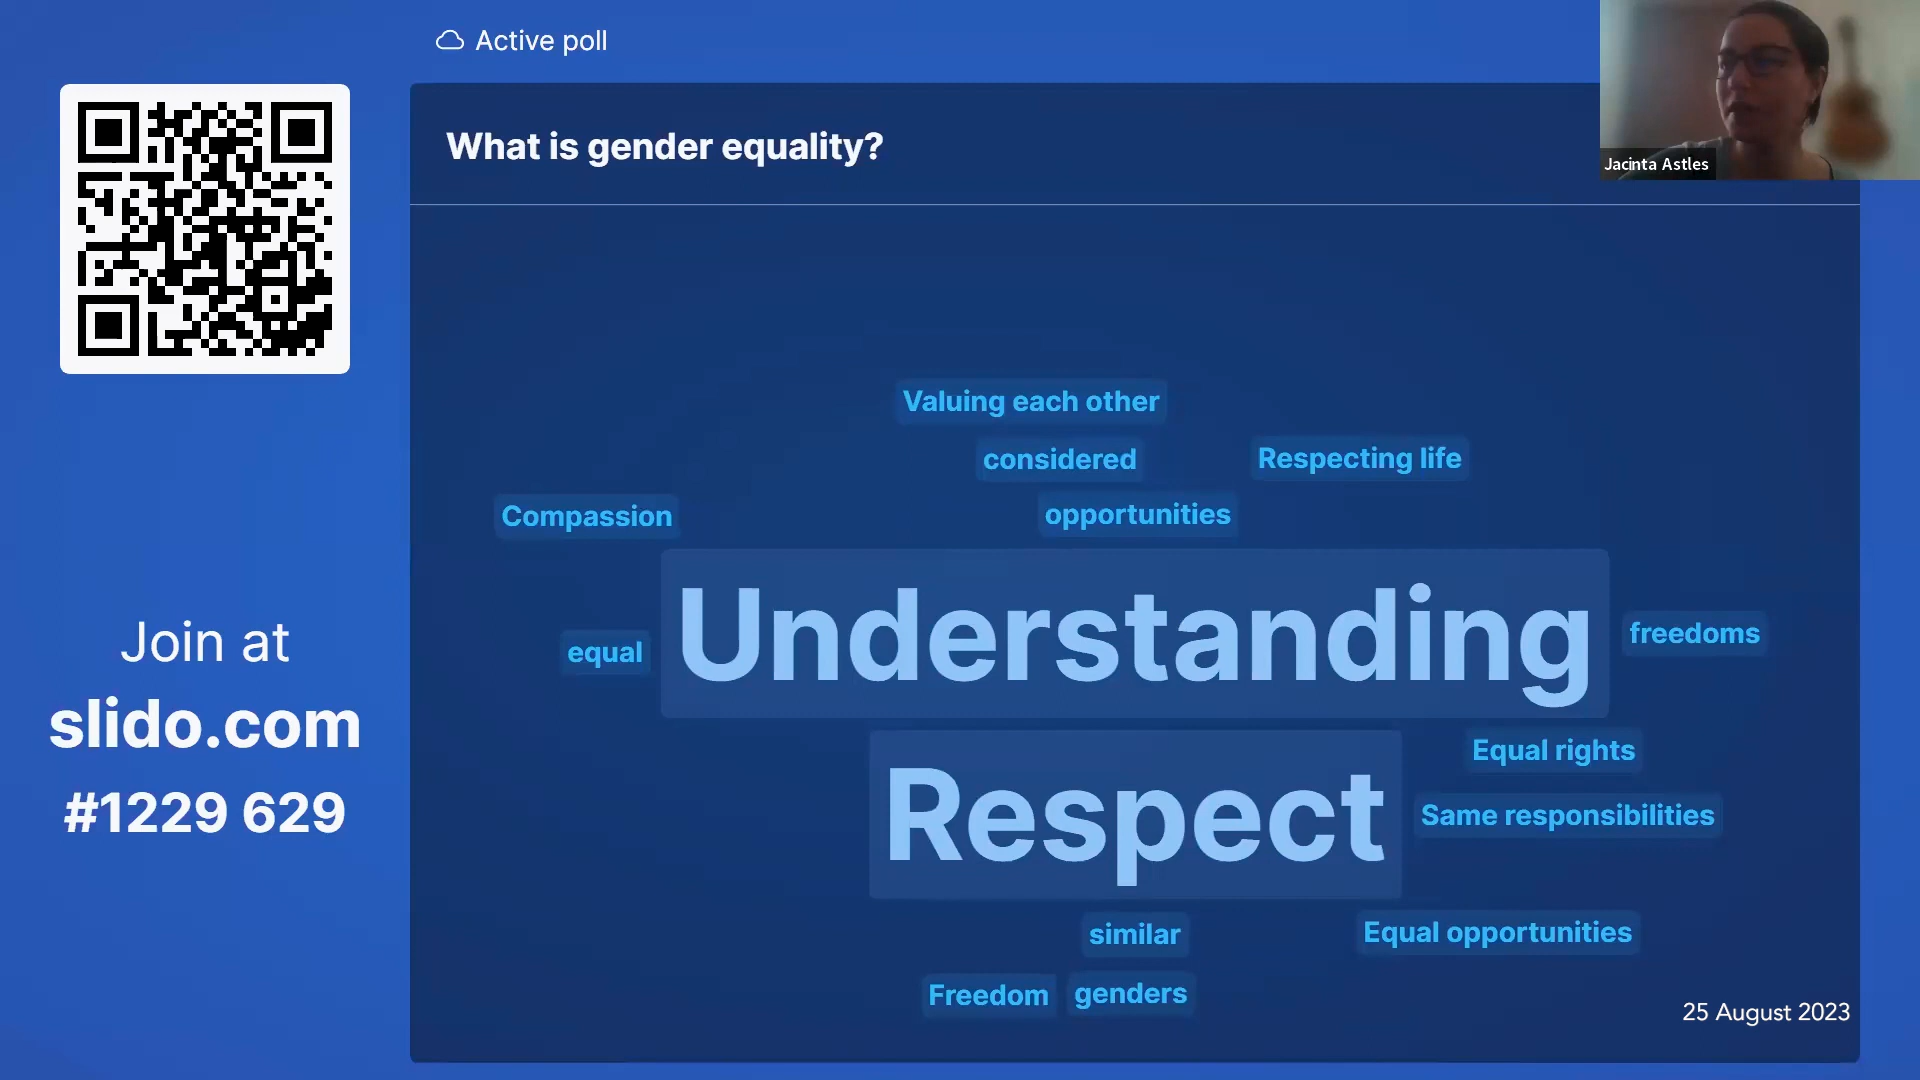 Active poll
Jacinta Astles
What is gender equality?
Valuing each other
considered
Respecting life
Compassion
opportunities
Understanding
equal
freedoms
Equal rights
Respect
Same responsibilities
similar
Equal opportunities
Freedom
genders
Join at
slido.com
#1229 629
25 August 2023